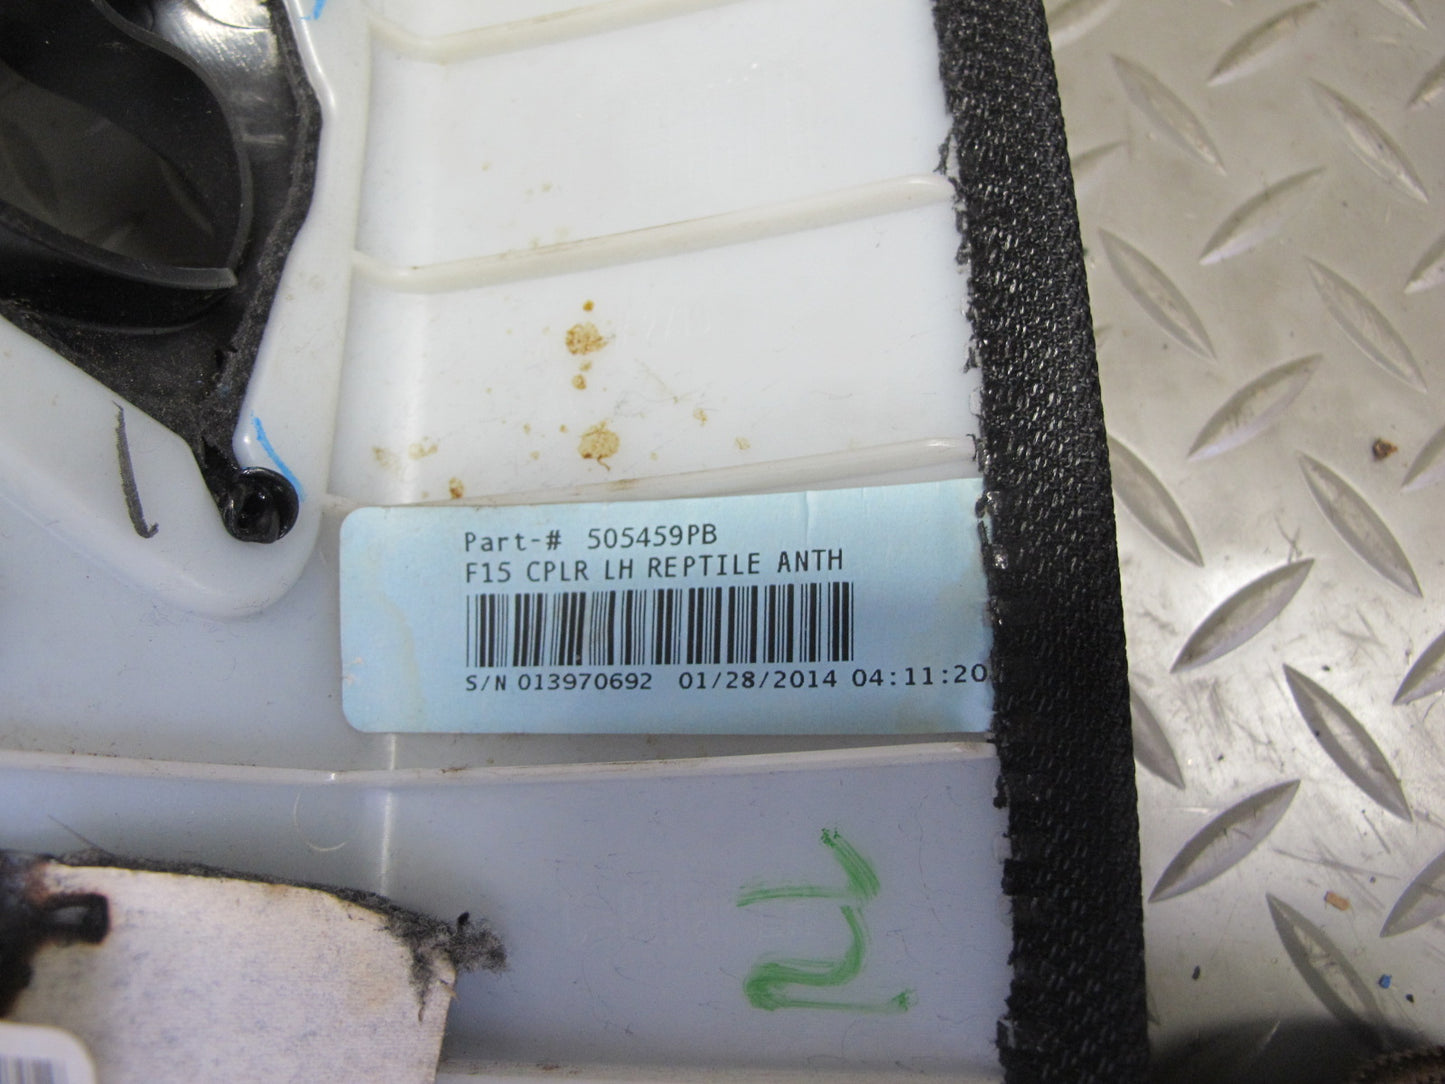 Part-# 505459PB
F15 CPLR LH REPTILE ANTH
S/N 013970692 01/28/2014 04:11:20